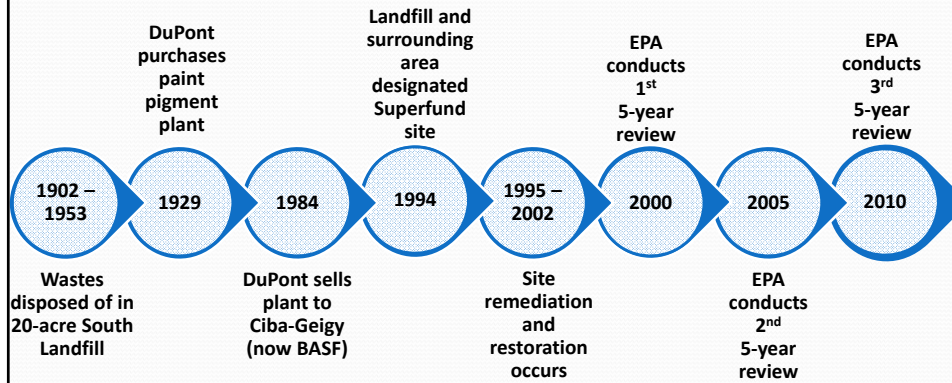 1902 –
1953
Wastes
disposed of in
20-acre South
Landfill
DuPont
purchases
paint
pigment
plant
1929
1984
DuPont sells
plant to
Ciba-Geigy
(now BASF)
Landfill and
surrounding
area
designated
Superfund
site
1994
1995 –
2002
Site
remediation
and
restoration
occurs
EPA
conducts
1st
5-year
review
2000
2005
EPA
conducts
2nd
5-year
review
EPA
conducts
3rd
5-year
review
2010